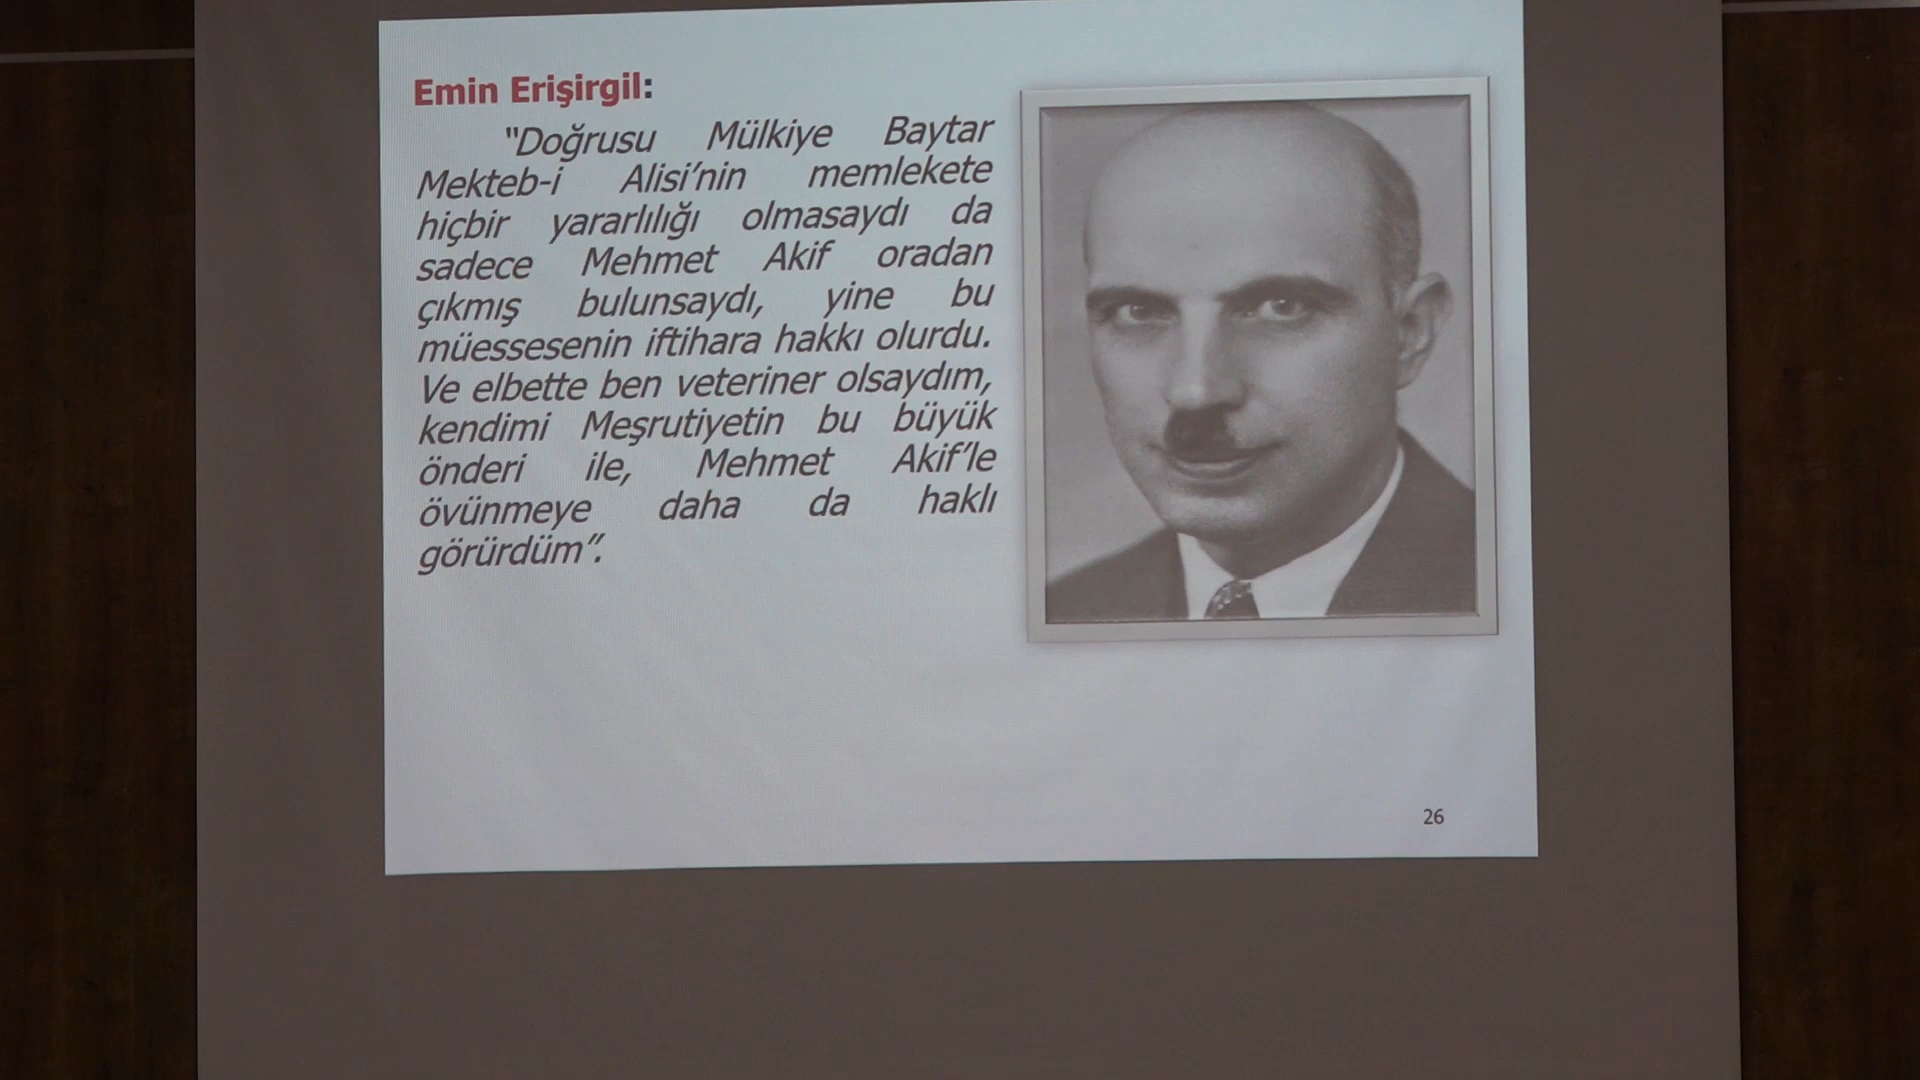 Emin Erişirgil:
"Doğrusu Mülkiye Baytar
Mekteb-i Alisi'nin memlekete
hiçbir yararlılığı olmasaydı da
sadece Mehmet Akif oradan
çıkmış bulunsaydı, yine bu
müessesenin iftihara hakkı olurdu.
Ve elbette ben veteriner olsaydım,
kendimi Meşrutiyetin bu büyük
önderi ile, Mehmet Akif'le
övünmeye daha da haklı
görürdüm".
26